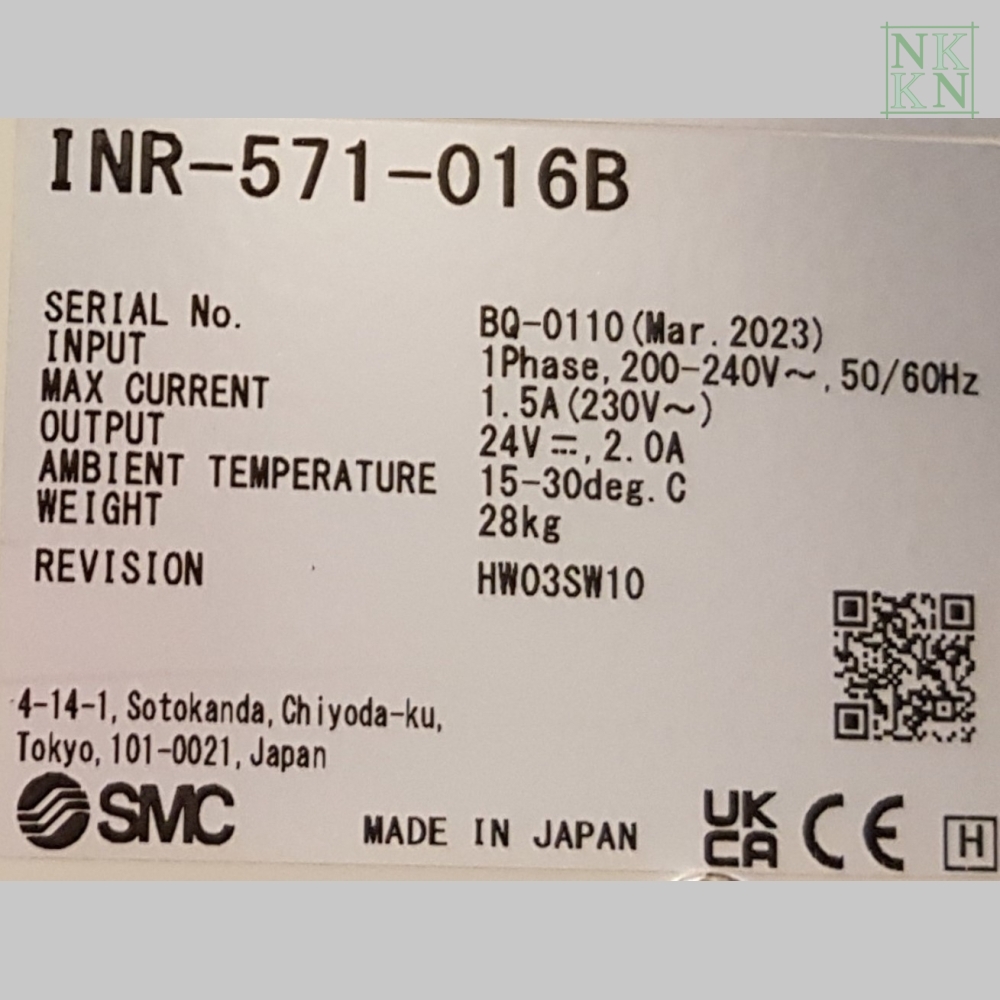 NK
KN
INR-571-016B
SERIAL No. BQ-0110(Mar.2023)
INPUT 1Phase,200-240V～,50/60Hz
MAX CURRENT 1.5A(230V～)
OUTPUT 24V⎓,2.0A
AMBIENT TEMPERATURE 15-30deg.C
WEIGHT 28kg
REVISION HW03SW10
4-14-1,Sotokanda,Chiyoda-ku,
Tokyo,101-0021,Japan
SMC MADE IN JAPAN UK CA CE H